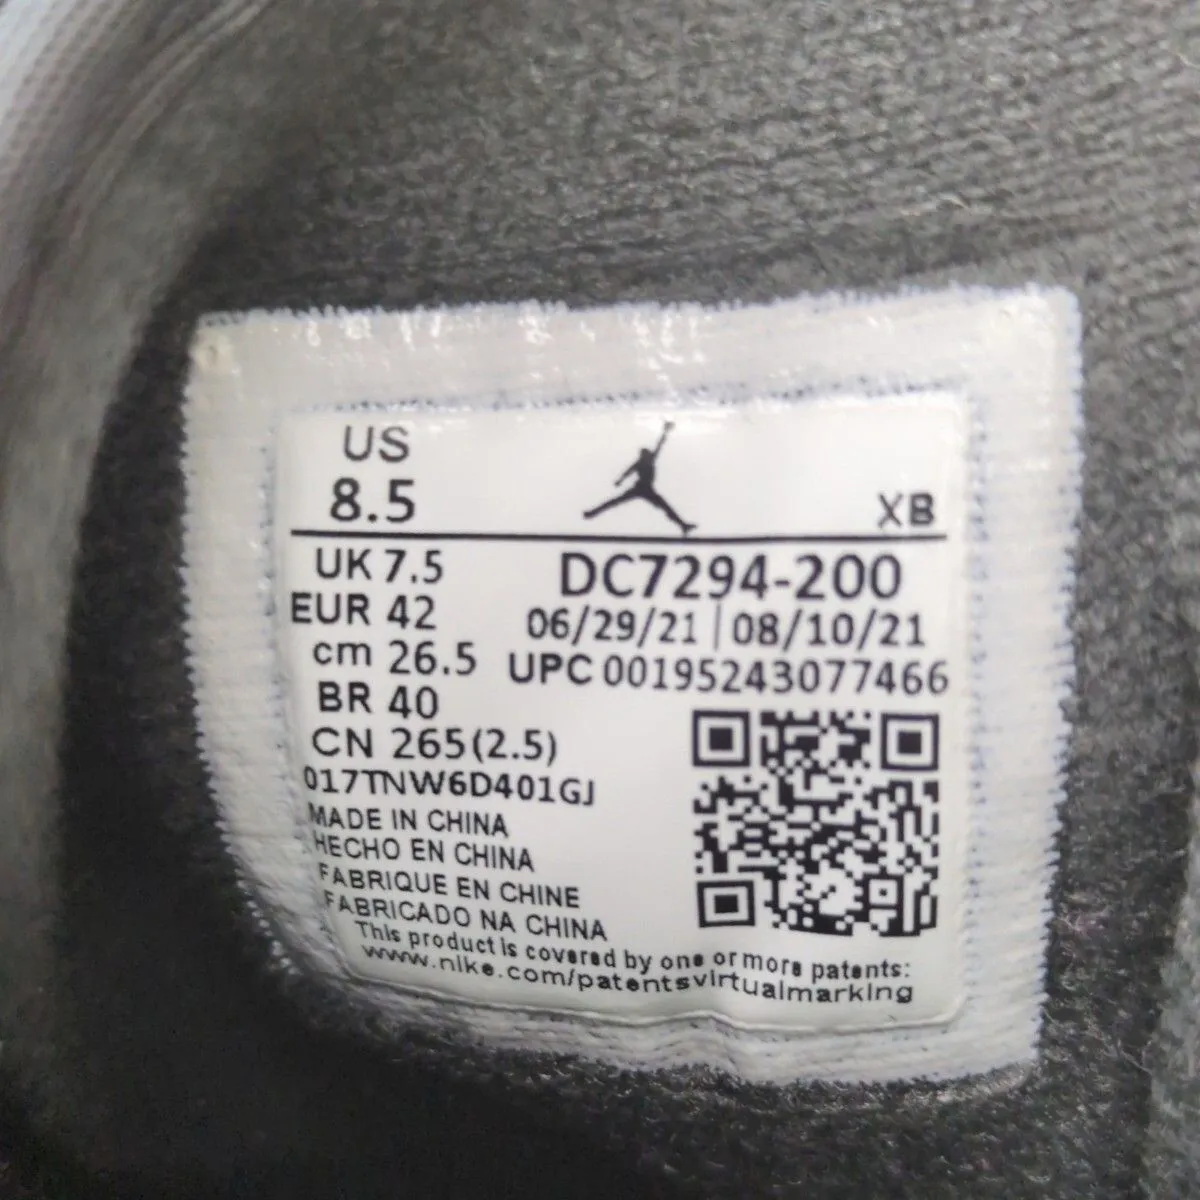 US
8.5
XB
UK 7.5
EUR 42
cm 26.5
BR 40
CN 265(2.5)
DC7294-200
06/29/21 | 08/10/21
UPC 00195243077466
017TNW6D401GJ
MADE IN CHINA
HECHO EN CHINA
FABRIQUE EN CHINE
FABRICADO NA CHINA
This product is covered by one or more patents:
www.nike.com/patentsvirtualmarking